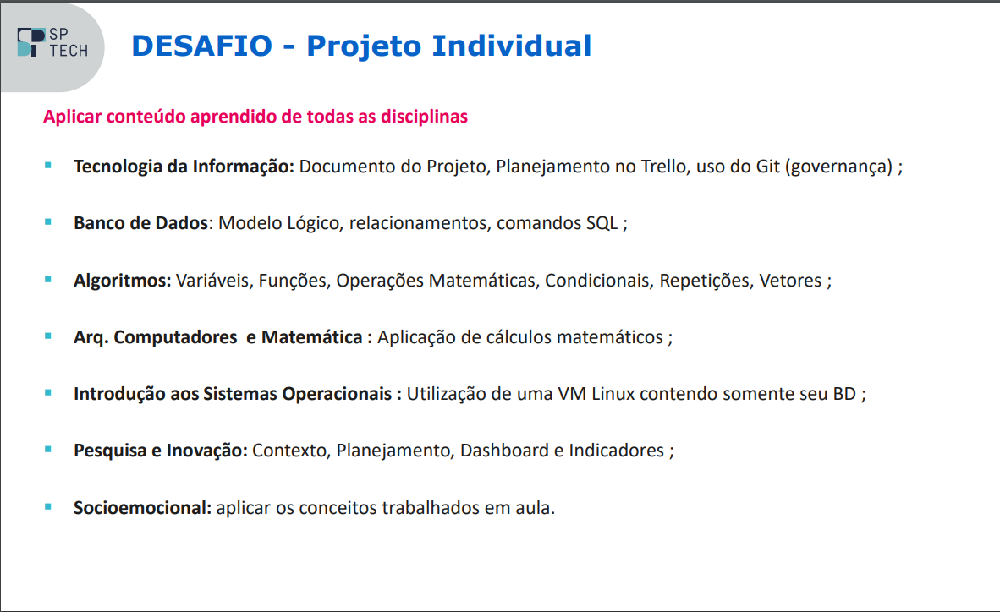 SP
TECH
DESAFIO - Projeto Individual
Aplicar conteúdo aprendido de todas as disciplinas
▪ Tecnologia da Informação: Documento do Projeto, Planejamento no Trello, uso do Git (governança) ;
▪ Banco de Dados: Modelo Lógico, relacionamentos, comandos SQL ;
▪ Algoritmos: Variáveis, Funções, Operações Matemáticas, Condicionais, Repetições, Vetores ;
▪ Arq. Computadores  e Matemática : Aplicação de cálculos matemáticos ;
▪ Introdução aos Sistemas Operacionais : Utilização de uma VM Linux contendo somente seu BD ;
▪ Pesquisa e Inovação: Contexto, Planejamento, Dashboard e Indicadores ;
▪ Socioemocional: aplicar os conceitos trabalhados em aula.